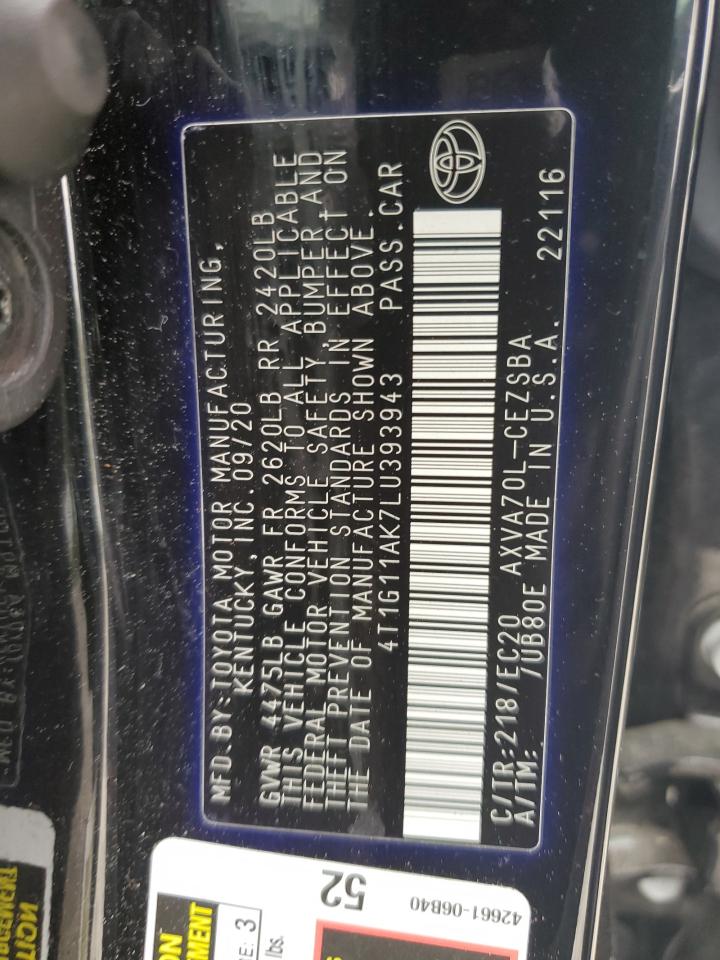 MFD.BY:TOYOTA MOTOR MANUFACTURING,
KENTUCKY, INC.09/20
GVWR 4475LB GAWR FR 2620LB RR 2420LB
THIS VEHICLE CONFORMS TO ALL APPLICABLE
FEDERAL MOTOR VEHICLE SAFETY,BUMPER,AND
THEFT PREVENTION STANDARDS IN EFFECT ON
THE DATE OF MANUFACTURE SHOWN ABOVE.
4T1G11AK7LU393943 PASS.CAR
C/TR:218/EC20 AXVA70L-CEZSBA
A/TM: /UB80E MADE IN U.S.A. 22116
52
42661-06B40
3
lbs.